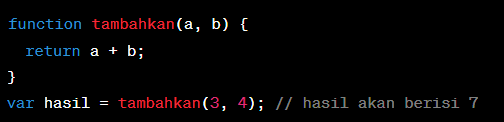 function tambahkan(a, b) {
  return a + b;
}
var hasil = tambahkan(3, 4); // hasil akan berisi 7